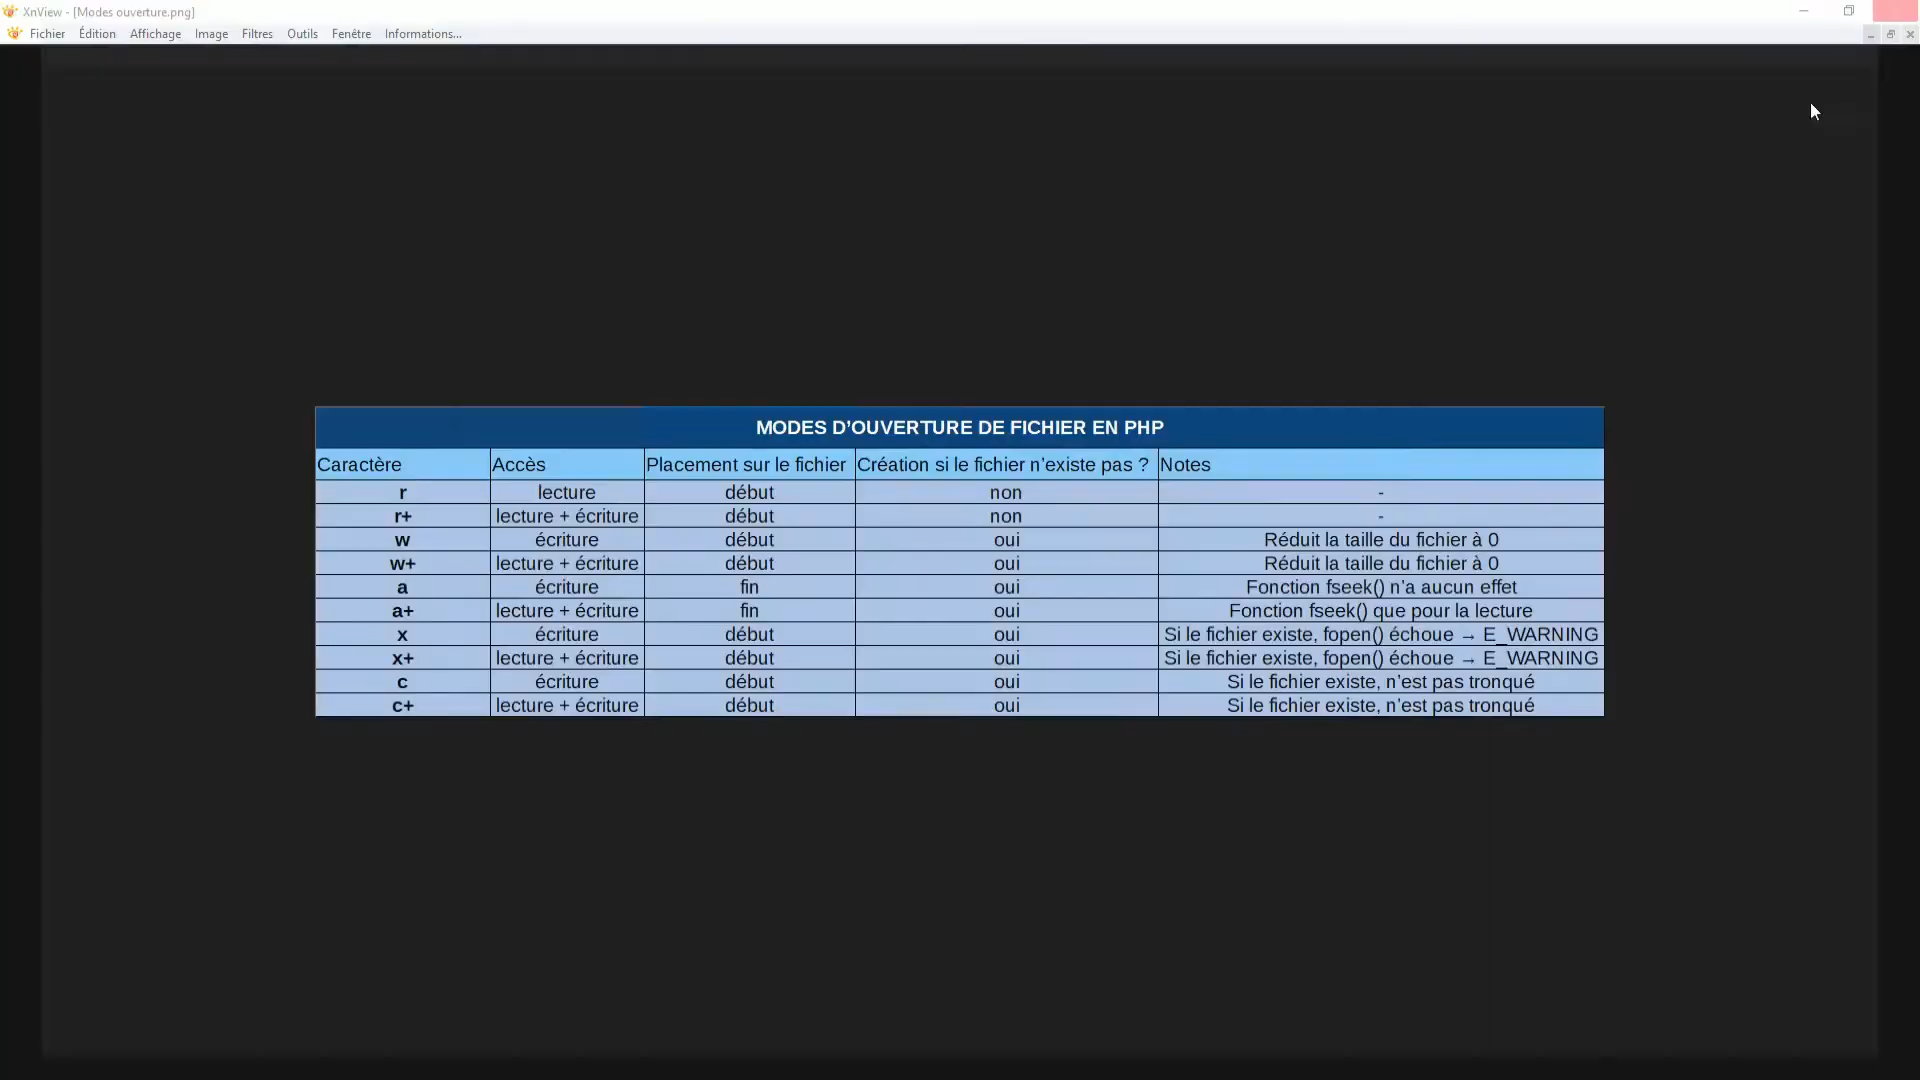 XnView - [Modes ouverture.png]
Fichier Édition Affichage Image Filtres Outils Fenêtre Informations...
MODES D’OUVERTURE DE FICHIER EN PHP
Caractère Accès Placement sur le fichier Création si le fichier n’existe pas ? Notes
r lecture début non -
r+ lecture + écriture début non -
w écriture début oui Réduit la taille du fichier à 0
w+ lecture + écriture début oui Réduit la taille du fichier à 0
a écriture fin oui Fonction fseek() n’a aucun effet
a+ lecture + écriture fin oui Fonction fseek() que pour la lecture
x écriture début oui Si le fichier existe, fopen() échoue → E_WARNING
x+ lecture + écriture début oui Si le fichier existe, fopen() échoue → E_WARNING
c écriture début oui Si le fichier existe, n’est pas tronqué
c+ lecture + écriture début oui Si le fichier existe, n’est pas tronqué